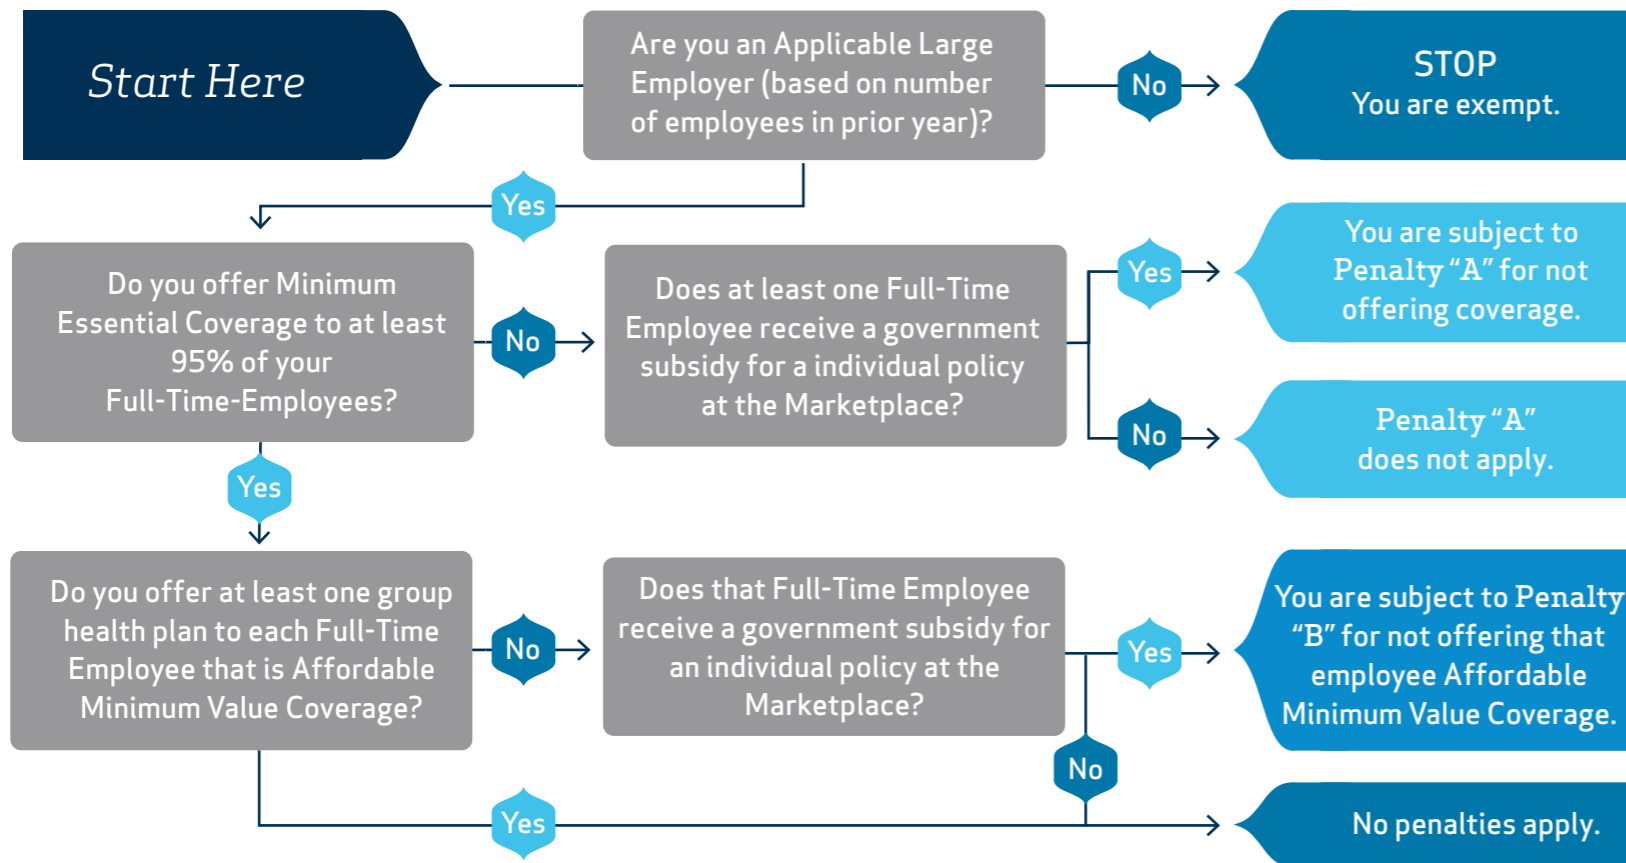 Start Here
Are you an Applicable Large
Employer (based on number
of employees in prior year)?
No
STOP
You are exempt.
Yes
Do you offer Minimum
Essential Coverage to at least
95% of your
Full-Time-Employees?
No
Does at least one Full-Time
Employee receive a government
subsidy for a individual policy
at the Marketplace?
Yes
You are subject to
Penalty “A” for not
offering coverage.
No
Penalty “A”
does not apply.
Yes
Do you offer at least one group
health plan to each Full-Time
Employee that is Affordable
Minimum Value Coverage?
No
Does that Full-Time Employee
receive a government subsidy for
an individual policy at the
Marketplace?
Yes
You are subject to Penalty
“B” for not offering that
employee Affordable
Minimum Value Coverage.
No
Yes
No penalties apply.